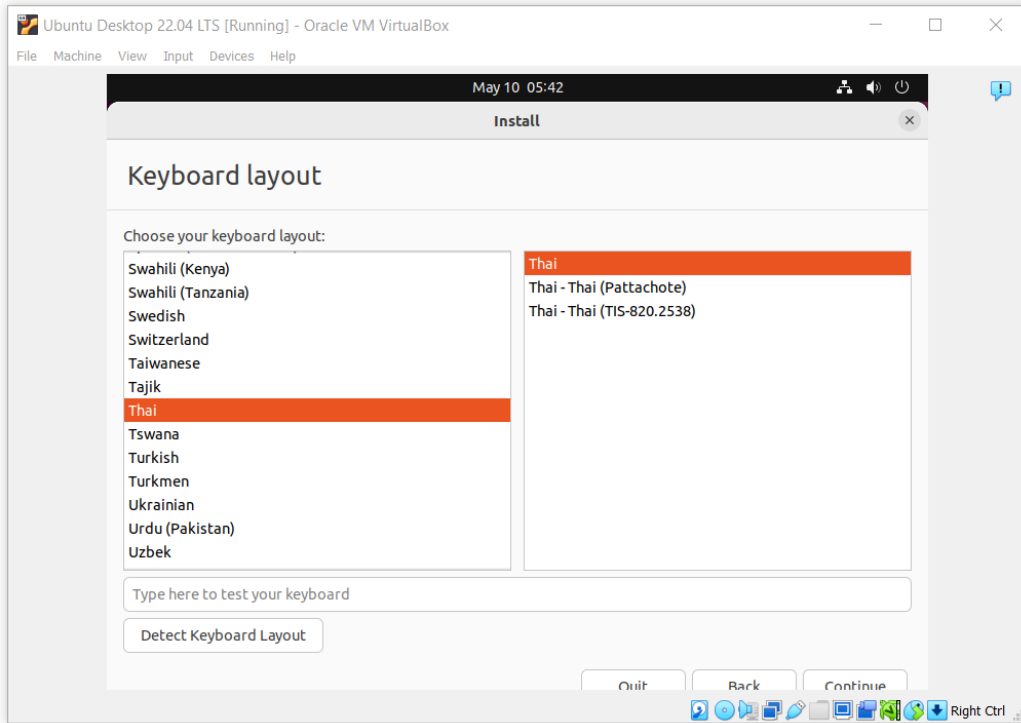 Ubuntu Desktop 22.04 LTS [Running] - Oracle VM VirtualBox
File Machine View Input Devices Help
May 10 05:42
Install
Keyboard layout
Choose your keyboard layout:
Swahili (Kenya)
Swahili (Tanzania)
Swedish
Switzerland
Taiwanese
Tajik
Thai
Tswana
Turkish
Turkmen
Ukrainian
Urdu (Pakistan)
Uzbek
Thai
Thai - Thai (Pattachote)
Thai - Thai (TIS-820.2538)
Type here to test your keyboard
Detect Keyboard Layout
Quit Back Continue
Right Ctrl